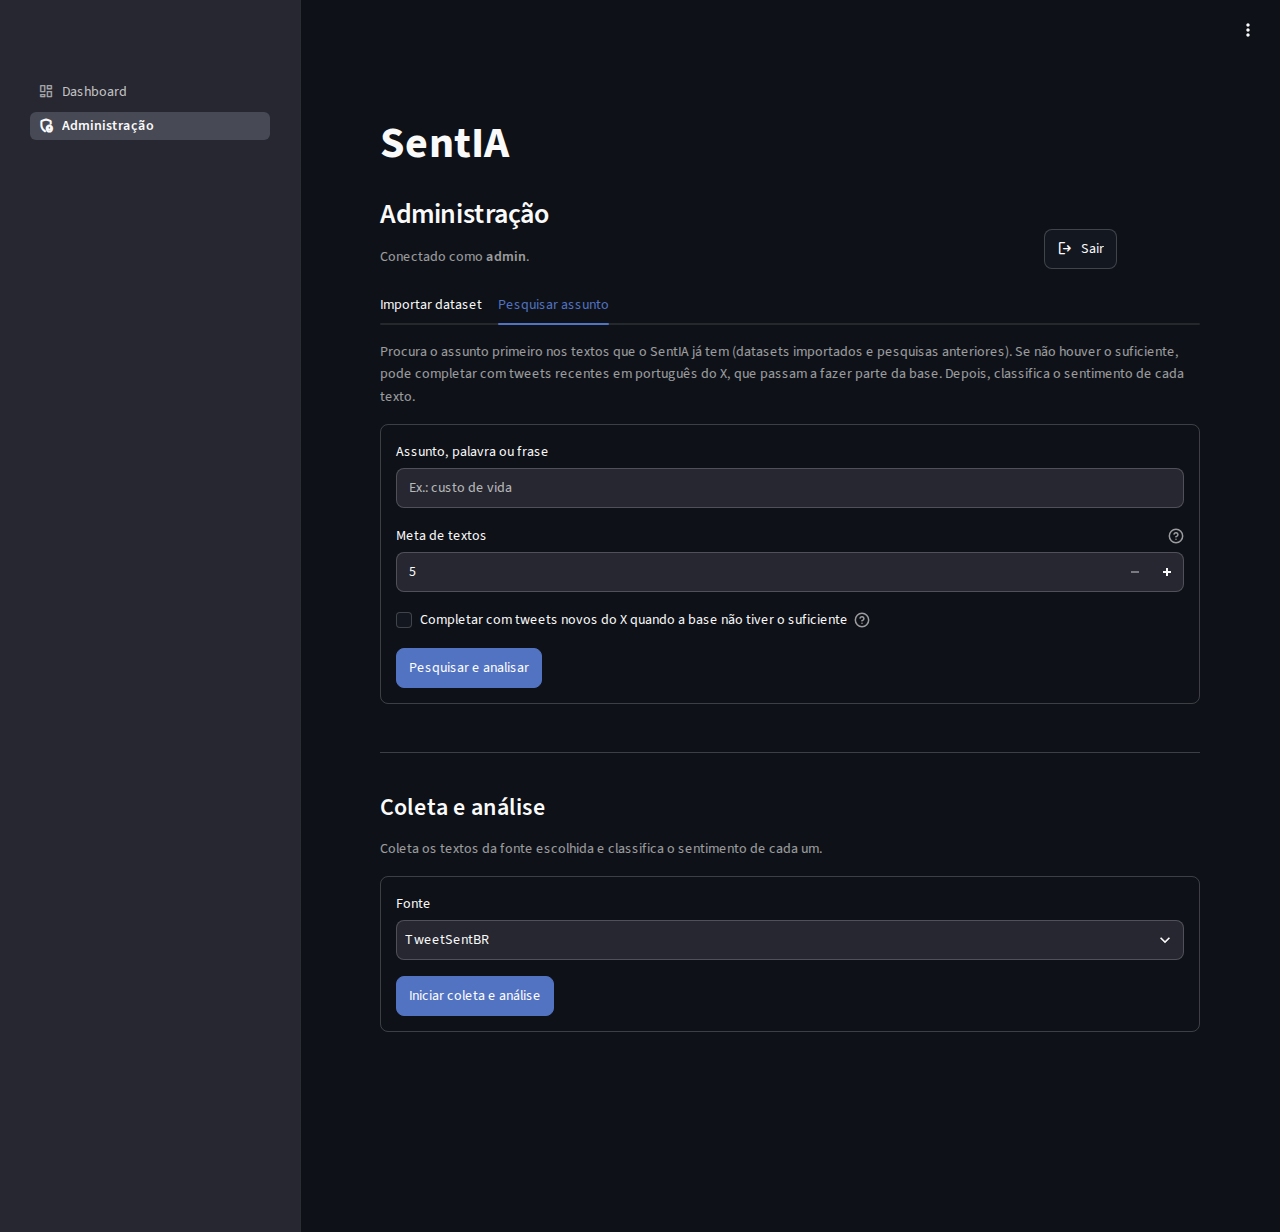 Dashboard
Administração
SentIA
Administração
Conectado como admin.
Sair
Importar dataset
Pesquisar assunto
Procura o assunto primeiro nos textos que o SentIA já tem (datasets importados e pesquisas anteriores). Se não houver o suficiente,
pode completar com tweets recentes em português do X, que passam a fazer parte da base. Depois, classifica o sentimento de cada
texto.
Assunto, palavra ou frase
Ex.: custo de vida
Meta de textos
5
Completar com tweets novos do X quando a base não tiver o suficiente
Pesquisar e analisar
Coleta e análise
Coleta os textos da fonte escolhida e classifica o sentimento de cada um.
Fonte
TweetSentBR
Iniciar coleta e análise